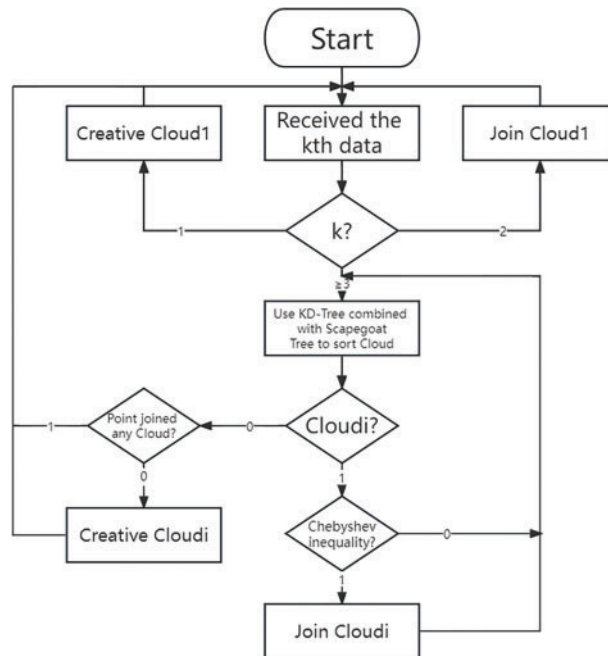 Start
Creative Cloud1
Received the
kth data
Join Cloud1
1
k?
2
≥3
Use KD-Tree combined
with Scapegoat
Tree to sort Cloud
1
Point joined
any Cloud?
0
Cloudi?
0
1
Creative Cloudi
Chebyshev
inequality?
0
1
Join Cloudi